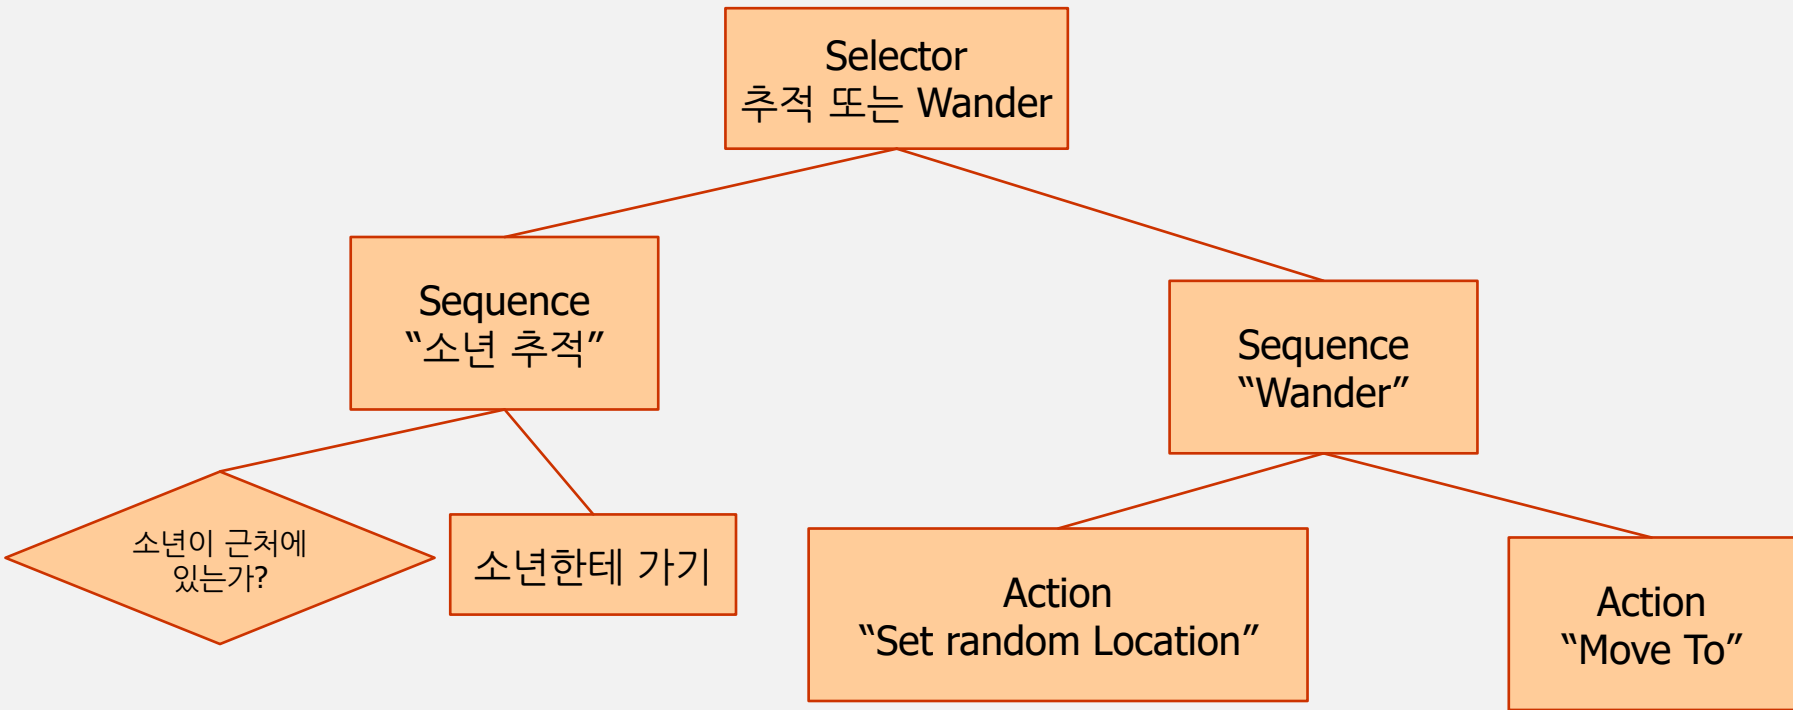 Selector
추적 또는 Wander
Sequence
“소년 추적”
Sequence
“Wander”
소년이 근처에
있는가?
소년한테 가기
Action
“Set random Location”
Action
“Move To”